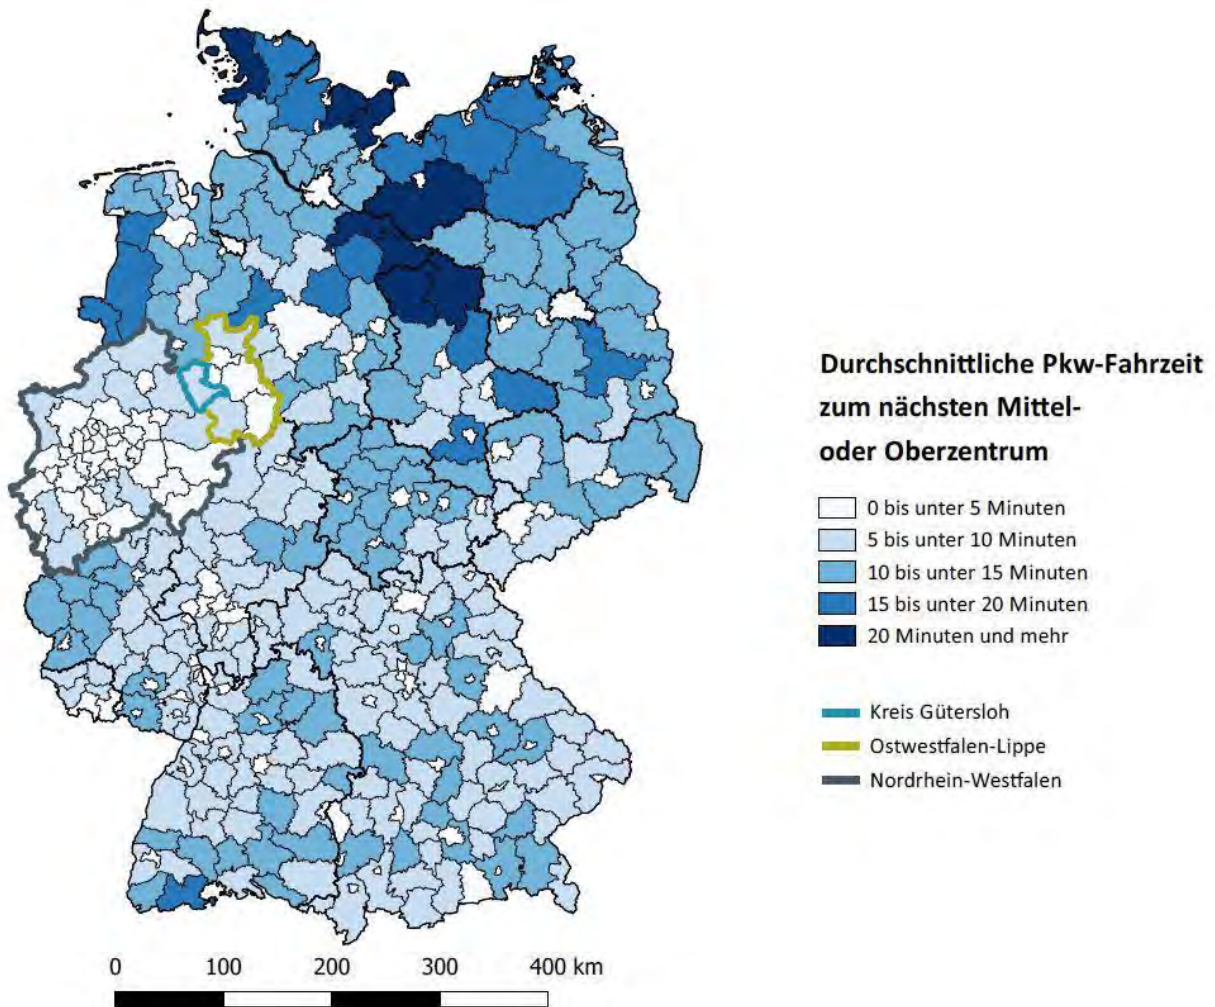 Durchschnittliche Pkw-Fahrzeit
zum nächsten Mittel-
oder Oberzentrum
0 bis unter 5 Minuten
5 bis unter 10 Minuten
10 bis unter 15 Minuten
15 bis unter 20 Minuten
20 Minuten und mehr
Kreis Gütersloh
Ostwestfalen-Lippe
Nordrhein-Westfalen
0 100 200 300 400 km